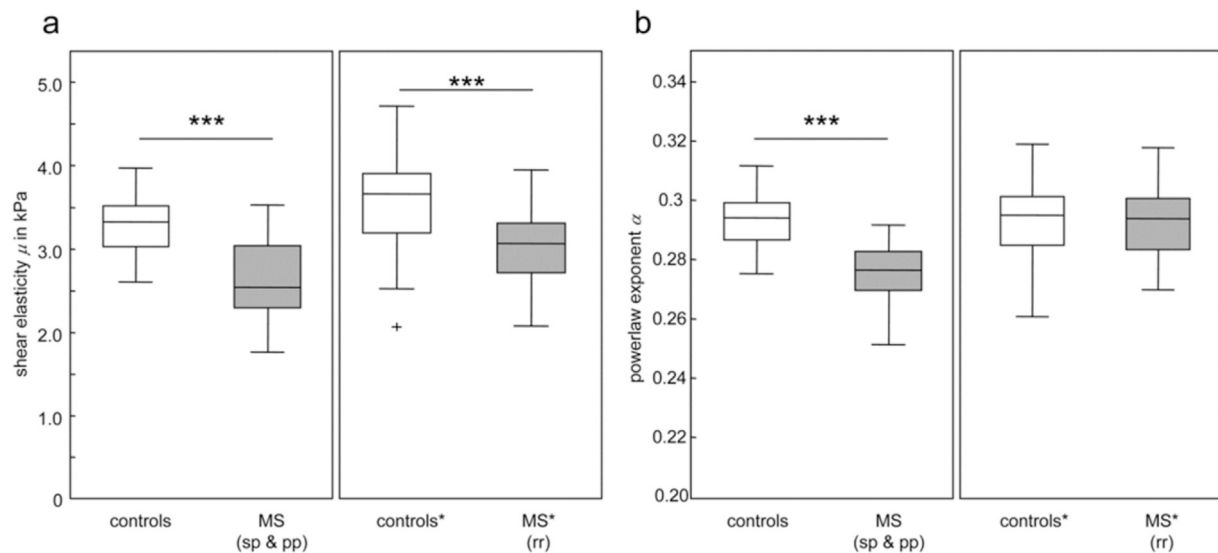 a
shear elasticity μ in kPa
5.0
4.0
3.0
2.0
1.0
0
***
***
controls
MS
(sp & pp)
controls*
MS*
(rr)
b
powerlaw exponent α
0.34
0.32
0.3
0.28
0.26
0.24
0.22
0.20
***
controls
MS
(sp & pp)
controls*
MS*
(rr)